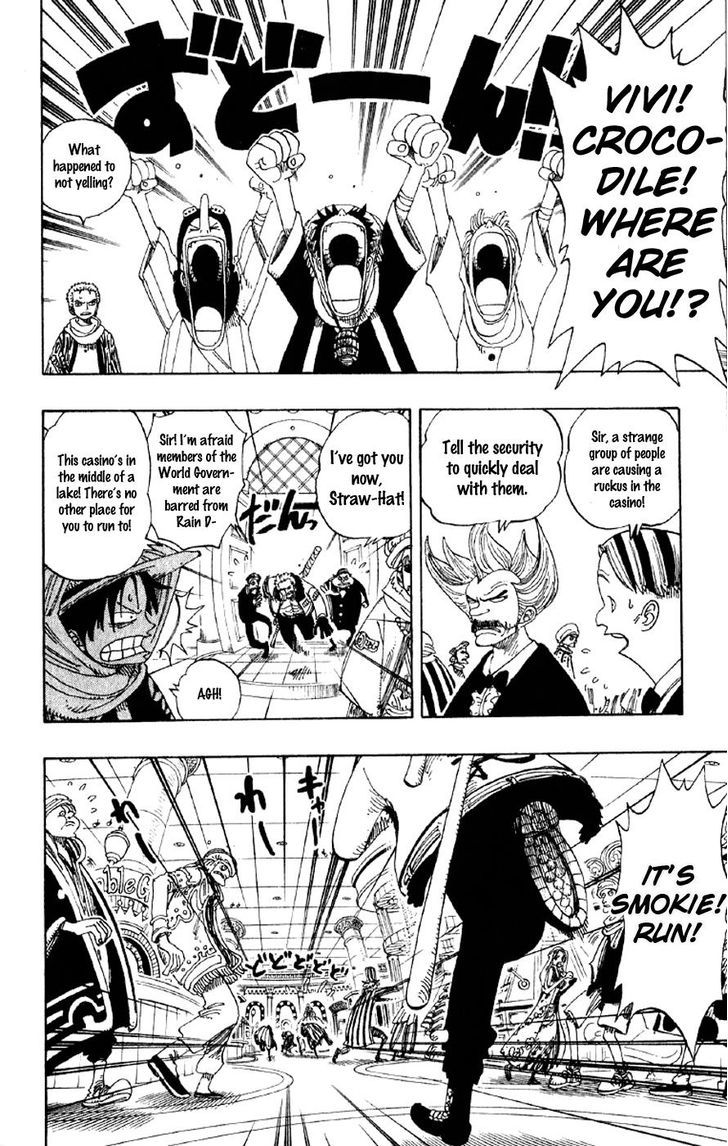 VIVI!
CROCO-
DILE!
WHERE
ARE
YOU!?
ずどーん!!
What
happened to
not yelling?
Sir, a strange
group of people
are causing a
ruckus in the
casino!
Tell the security
to quickly deal
with them.
I've got you
now,
Straw-Hat!
だんっ
Sir! I'm afraid
members of the
World Govern-
ment are
barred from
Rain D-
This casino's in
the middle of a
lake! There's no
other place for
you to run to!
AGH!
IT'S
SMOKIE!
RUN!
きゃー
わー
わー
bleG
どどどどど